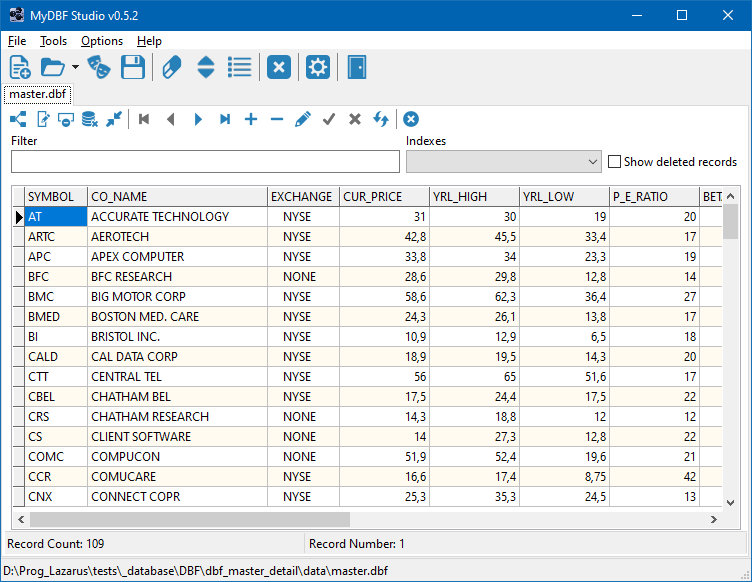 MyDBF Studio v0.5.2
File Tools Options Help
master.dbf
Filter Indexes
Show deleted records
SYMBOL CO_NAME EXCHANGE CUR_PRICE YRL_HIGH YRL_LOW P_E_RATIO BET
AT ACCURATE TECHNOLOGY NYSE 31 30 19 20
ARTC AEROTECH NYSE 42,8 45,5 33,4 17
APC APEX COMPUTER NYSE 33,8 34 23,3 19
BFC BFC RESEARCH NONE 28,6 29,8 12,8 14
BMC BIG MOTOR CORP NYSE 58,6 62,3 36,4 27
BMED BOSTON MED. CARE NYSE 24,3 26,1 13,8 17
BI BRISTOL INC. NYSE 10,9 12,9 6,5 18
CALD CAL DATA CORP NYSE 18,9 19,5 14,3 20
CTT CENTRAL TEL NYSE 56 65 51,6 17
CBEL CHATHAM BEL NYSE 17,5 24,4 17,5 22
CRS CHATHAM RESEARCH NONE 14,3 18,8 12 12
CS CLIENT SOFTWARE NONE 14 27,3 12,8 22
COMC COMPUCON NONE 51,9 52,4 19,6 21
CCR COMUCARE NYSE 16,6 17,4 8,75 42
CNX CONNECT COPR NYSE 25,3 35,3 24,5 13
Record Count: 109 Record Number: 1
D:\Prog_Lazarus\tests\_database\DBF\dbf_master_detail\data\master.dbf